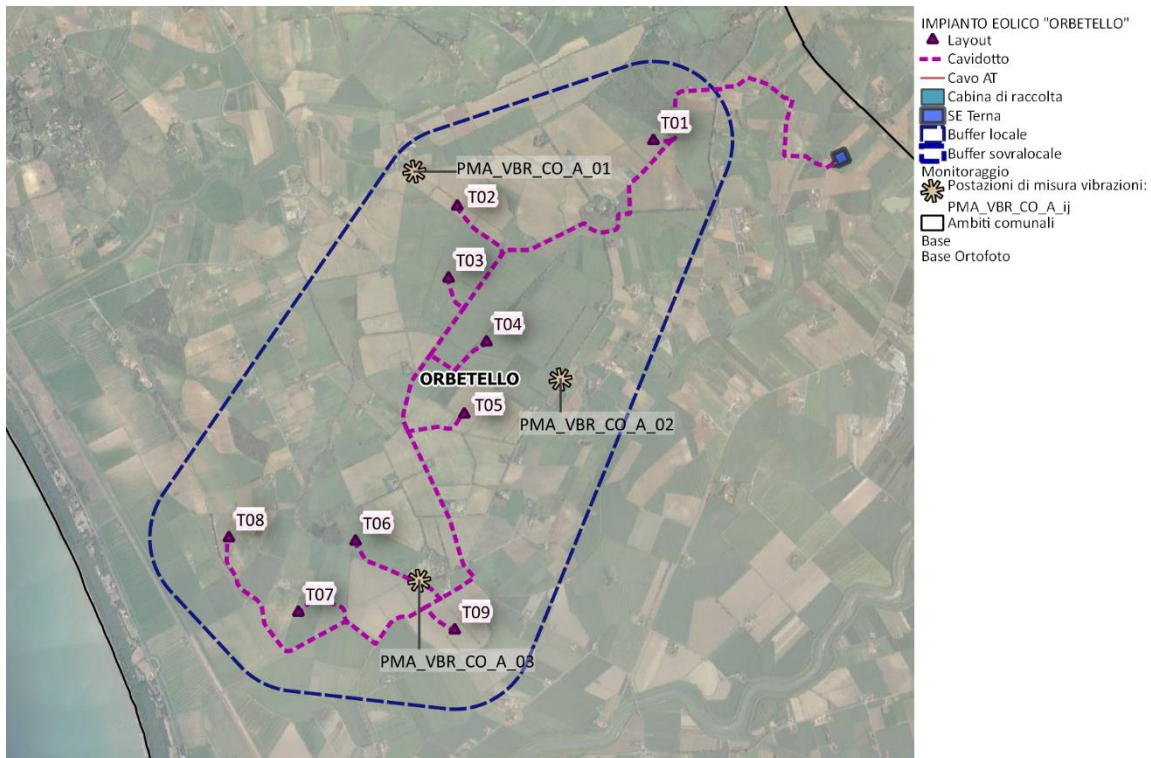 T01
PMA_VBR_CO_A_01
T02
T03
T04
ORBETELLO
T05
PMA_VBR_CO_A_02
T08
T06
T07
T09
PMA_VBR_CO_A_03
IMPIANTO EOLICO "ORBETELLO"
Layout
Cavidotto
Cavo AT
Cabina di raccolta
SE Terna
Buffer locale
Buffer sovralocale
Monitoraggio
Postazioni di misura vibrazioni:
PMA_VBR_CO_A_ij
Ambiti comunali
Base
Base Ortofoto